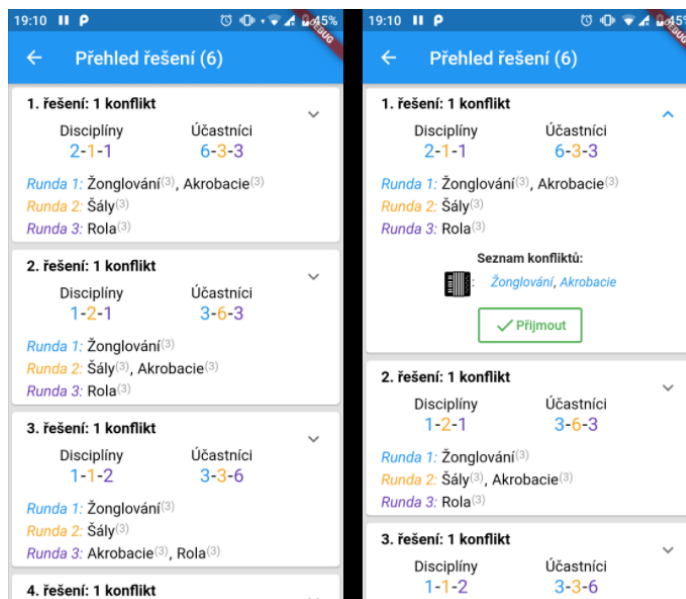 19:10
45%
DEBUG
Přehled řešení (6)
1. řešení: 1 konflikt
Disciplíny Účastníci
2-1-1 6-3-3
Runda 1: Žonglování(3), Akrobacie(3)
Runda 2: Šály(3)
Runda 3: Rola(3)
2. řešení: 1 konflikt
Disciplíny Účastníci
1-2-1 3-6-3
Runda 1: Žonglování(3)
Runda 2: Šály(3), Akrobacie(3)
Runda 3: Rola(3)
3. řešení: 1 konflikt
Disciplíny Účastníci
1-1-2 3-3-6
Runda 1: Žonglování(3)
Runda 2: Šály(3)
Runda 3: Akrobacie(3), Rola(3)
4. řešení: 1 konflikt
19:10
45%
DEBUG
Přehled řešení (6)
1. řešení: 1 konflikt
Disciplíny Účastníci
2-1-1 6-3-3
Runda 1: Žonglování(3), Akrobacie(3)
Runda 2: Šály(3)
Runda 3: Rola(3)
Seznam konfliktů:
: Žonglování, Akrobacie
Přijmout
2. řešení: 1 konflikt
Disciplíny Účastníci
1-2-1 3-6-3
Runda 1: Žonglování(3)
Runda 2: Šály(3), Akrobacie(3)
Runda 3: Rola(3)
3. řešení: 1 konflikt
Disciplíny Účastníci
1-1-2 3-3-6